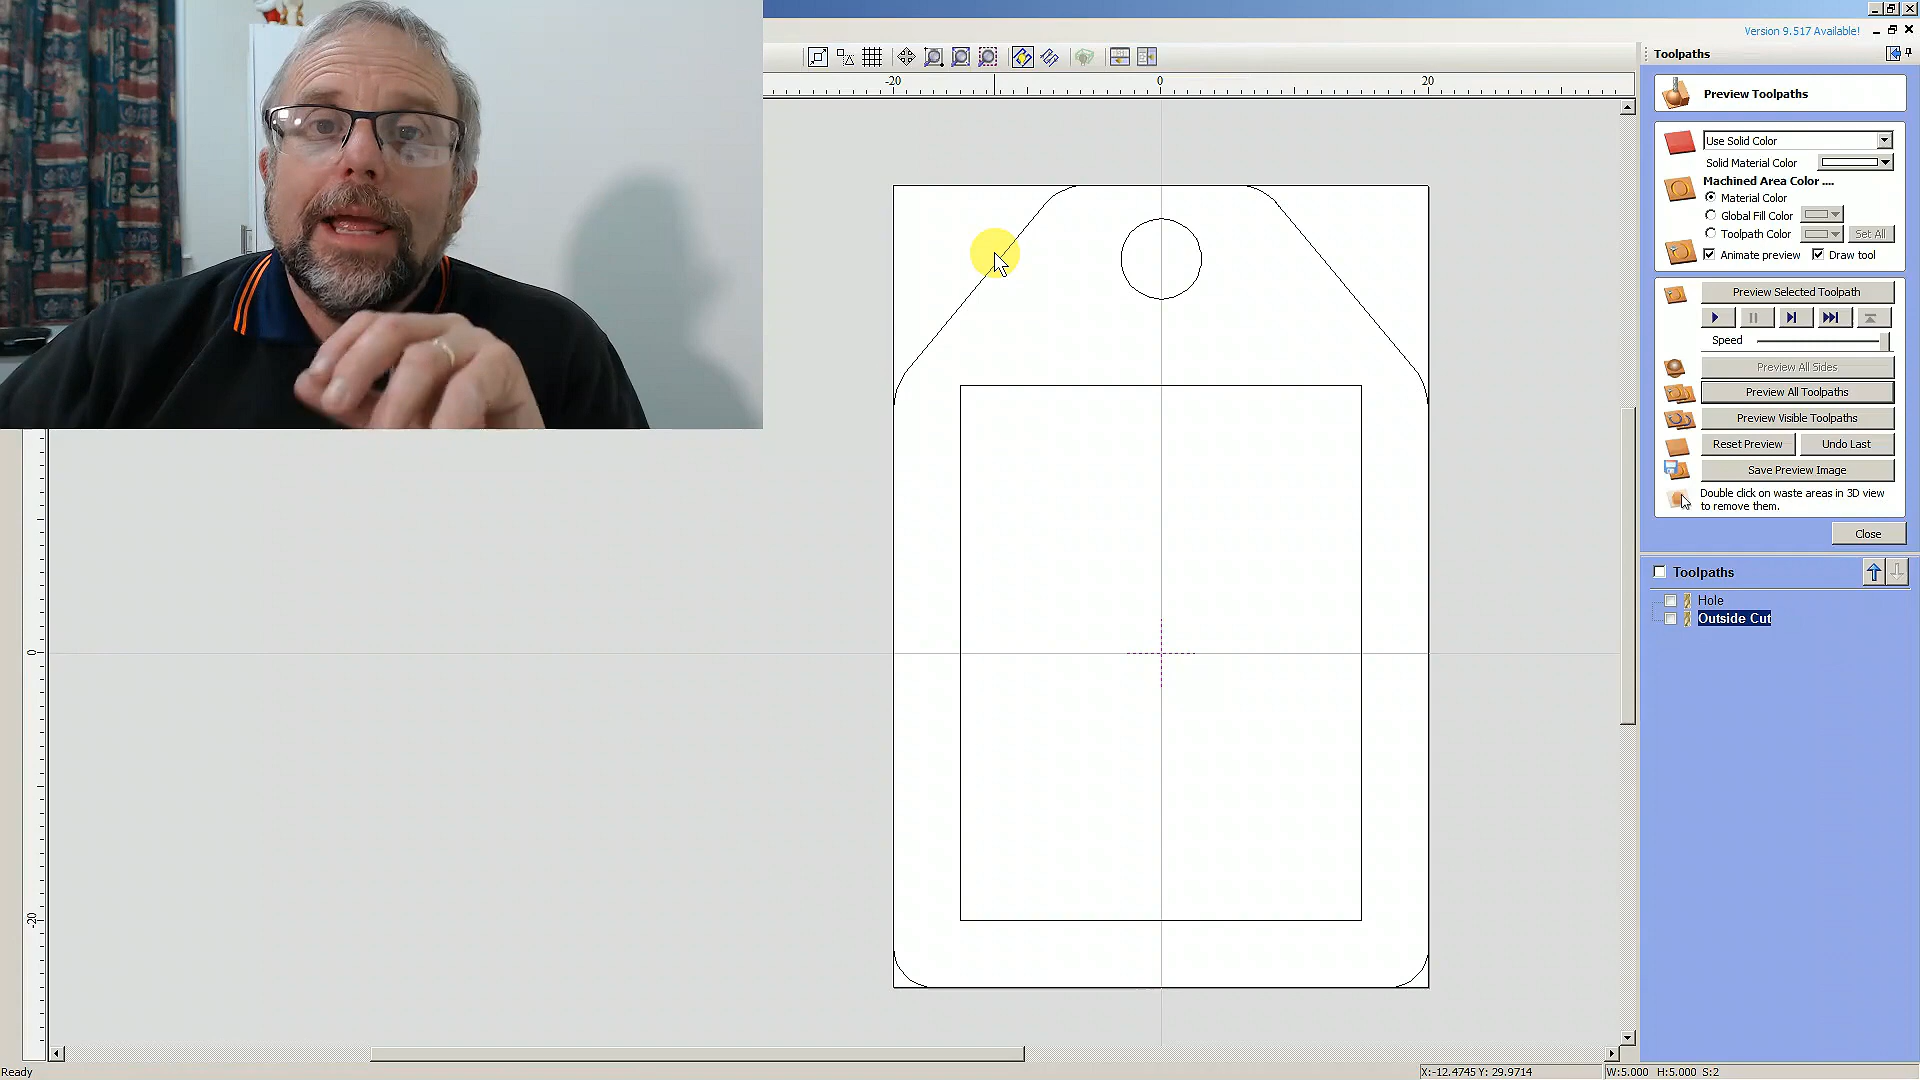 Version 9.517 Available!
Toolpaths
-20 0 20
Preview Toolpaths
Use Solid Color
Solid Material Color
Machined Area Color ....
Material Color
Global Fill Color
Toolpath Color Set All
Animate preview Draw tool
Preview Selected Toolpath
Speed
Preview All Sides
Preview All Toolpaths
Preview Visible Toolpaths
Reset Preview Undo Last
Save Preview Image
Double click on waste areas in 3D view
to remove them.
Close
Toolpaths
Hole
Outside Cut
0
-20
Ready
X:-12.4745 Y: 29.9714
W:5.000 H:5.000 S:2